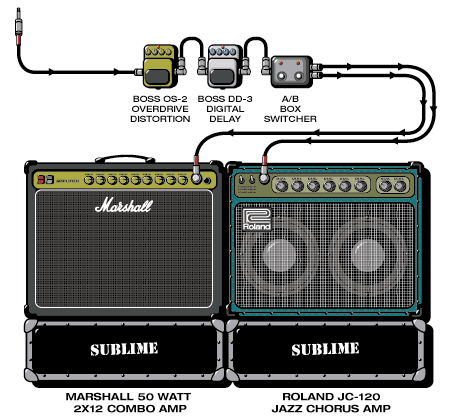 BOSS OS-2
OVERDRIVE
DISTORTION
BOSS DD-3
DIGITAL
DELAY
A/B
BOX
SWITCHER
Marshall
Roland
SUBLIME
SUBLIME
MARSHALL 50 WATT
2X12 COMBO AMP
ROLAND JC-120
JAZZ CHORUS AMP